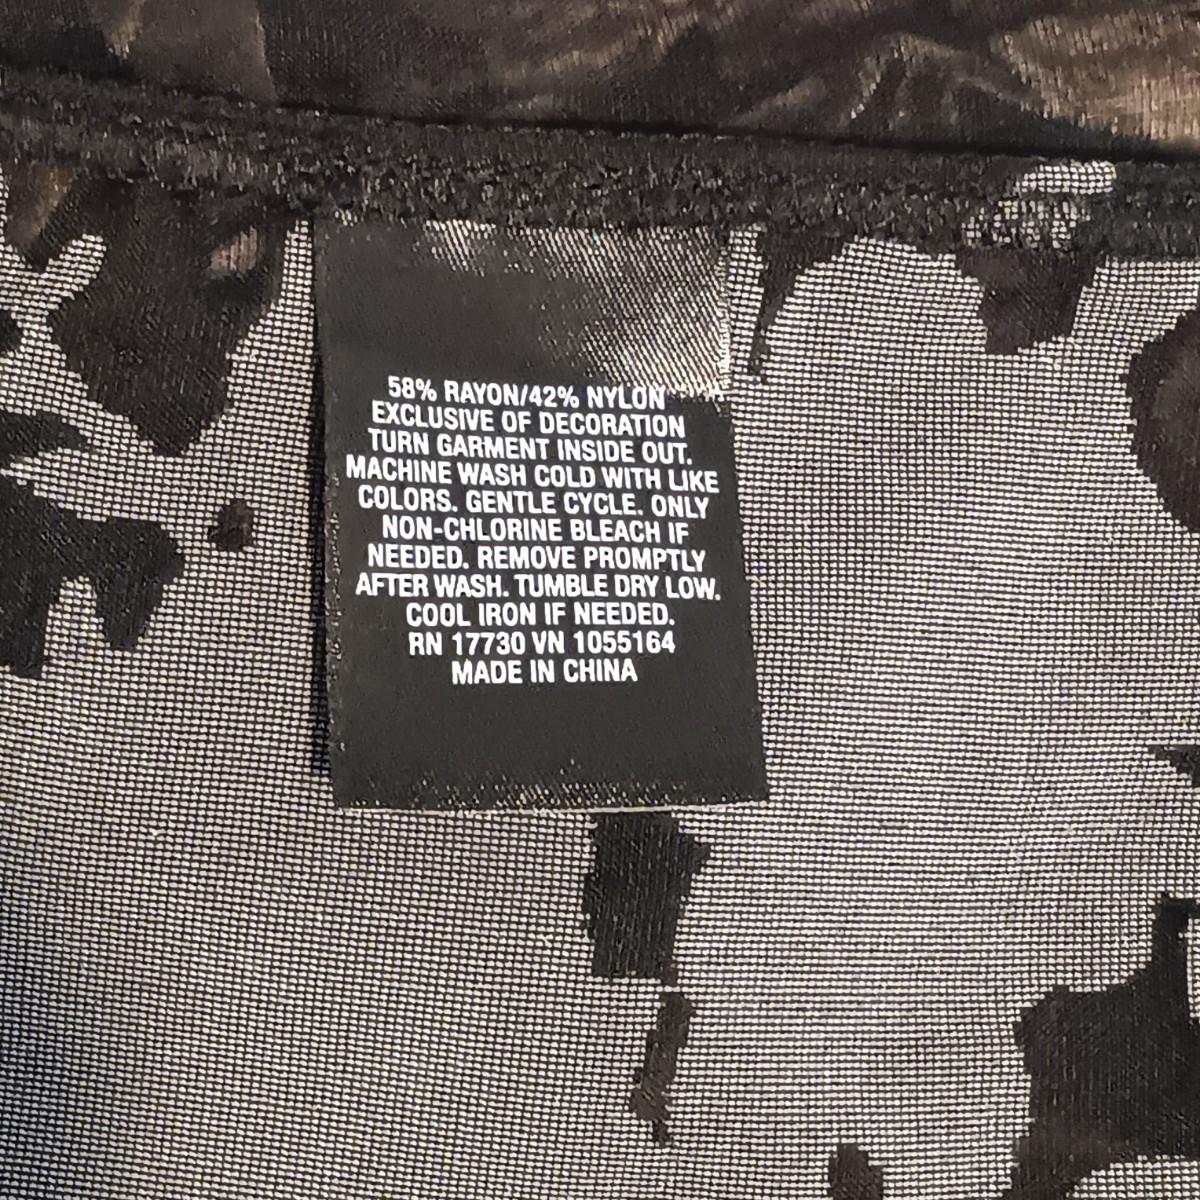 58% RAYON/42% NYLON
EXCLUSIVE OF DECORATION
TURN GARMENT INSIDE OUT.
MACHINE WASH COLD WITH LIKE
COLORS. GENTLE CYCLE. ONLY
NON-CHLORINE BLEACH IF
NEEDED. REMOVE PROMPTLY
AFTER WASH. TUMBLE DRY LOW.
COOL IRON IF NEEDED.
RN 17730 VN 1055164
MADE IN CHINA